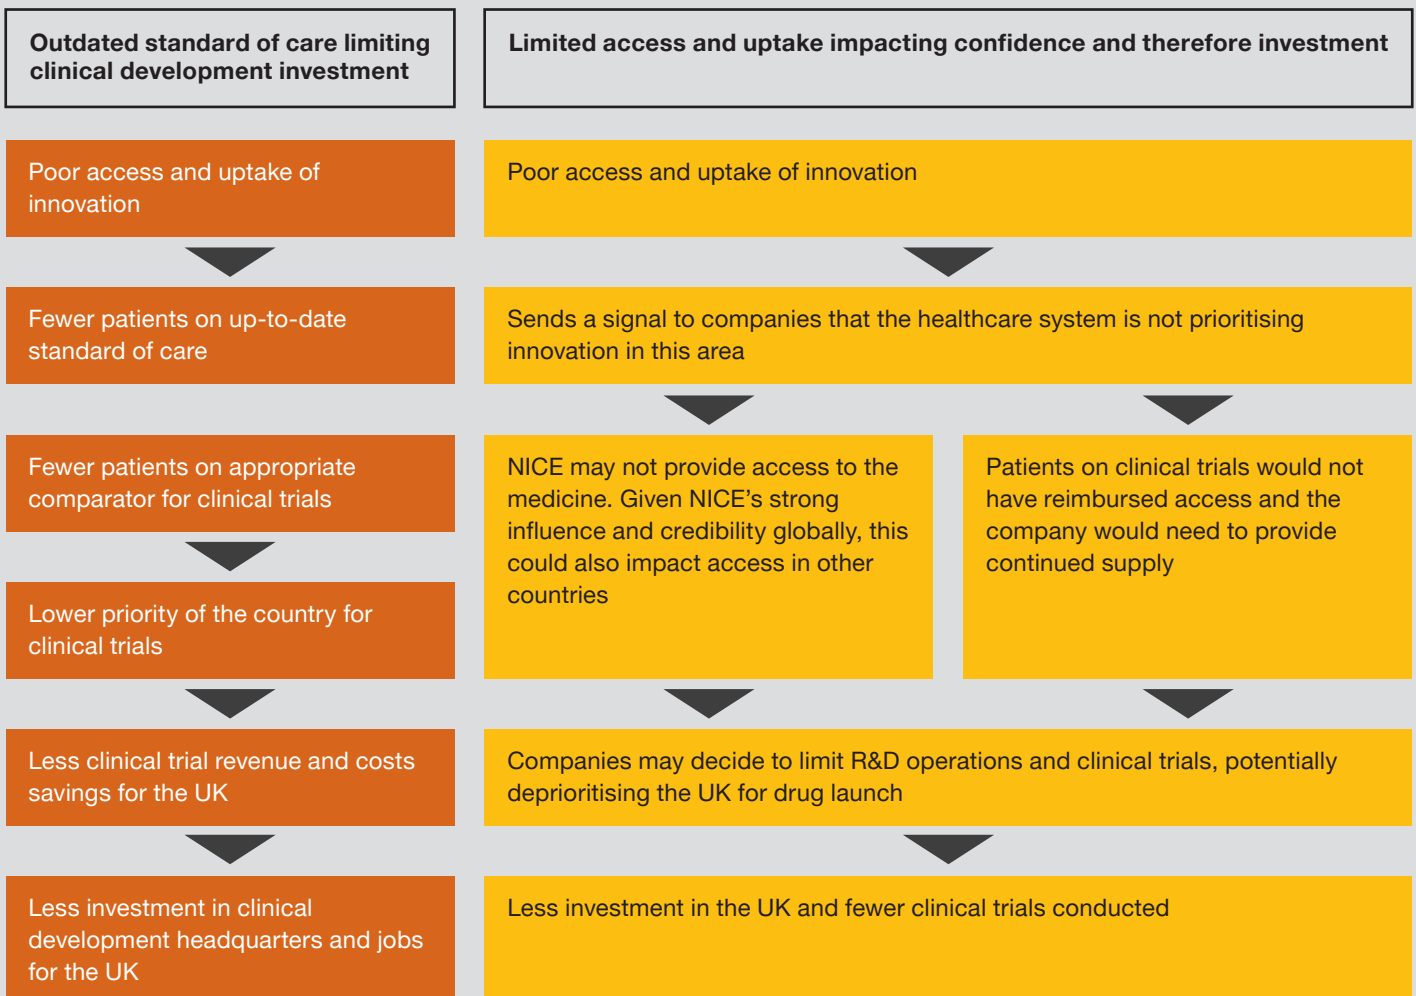 Outdated standard of care limiting
clinical development investment
Limited access and uptake impacting confidence and therefore investment
Poor access and uptake of
innovation
Fewer patients on up-to-date
standard of care
Fewer patients on appropriate
comparator for clinical trials
Lower priority of the country for
clinical trials
Less clinical trial revenue and costs
savings for the UK
Less investment in clinical
development headquarters and jobs
for the UK
Poor access and uptake of innovation
Sends a signal to companies that the healthcare system is not prioritising
innovation in this area
NICE may not provide access to the
medicine. Given NICE’s strong
influence and credibility globally, this
could also impact access in other
countries
Patients on clinical trials would not
have reimbursed access and the
company would need to provide
continued supply
Companies may decide to limit R&D operations and clinical trials, potentially
deprioritising the UK for drug launch
Less investment in the UK and fewer clinical trials conducted